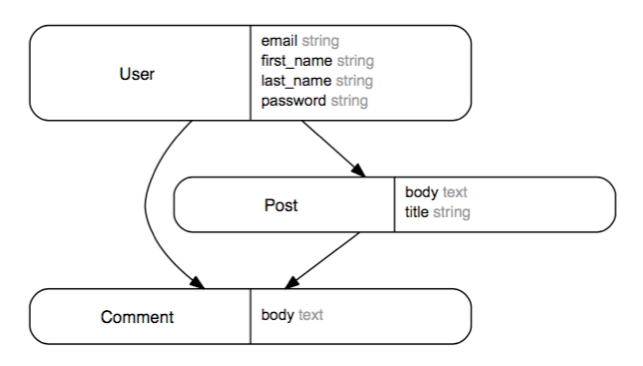 User
email string
first_name string
last_name string
password string
Post
body text
title string
Comment
body text